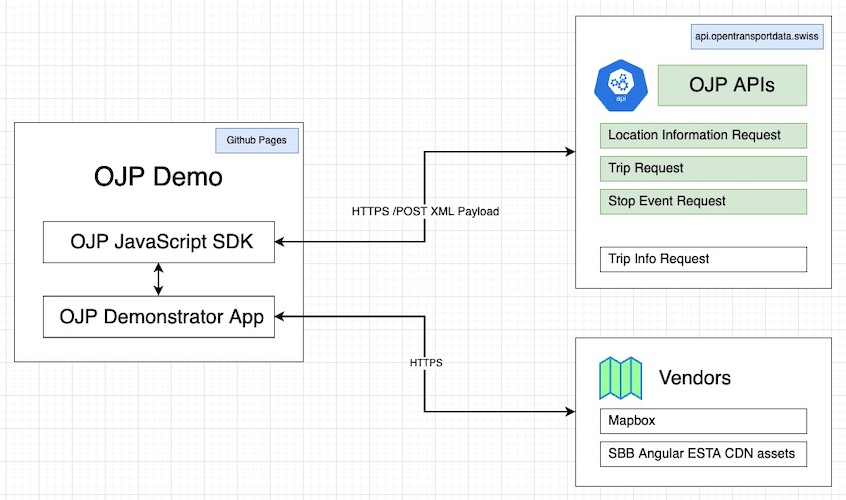 Github Pages
OJP Demo
OJP JavaScript SDK
OJP Demonstrator App
HTTPS /POST XML Payload
HTTPS
api.opentransportdata.swiss
api
OJP APIs
Location Information Request
Trip Request
Stop Event Request
Trip Info Request
Vendors
Mapbox
SBB Angular ESTA CDN assets